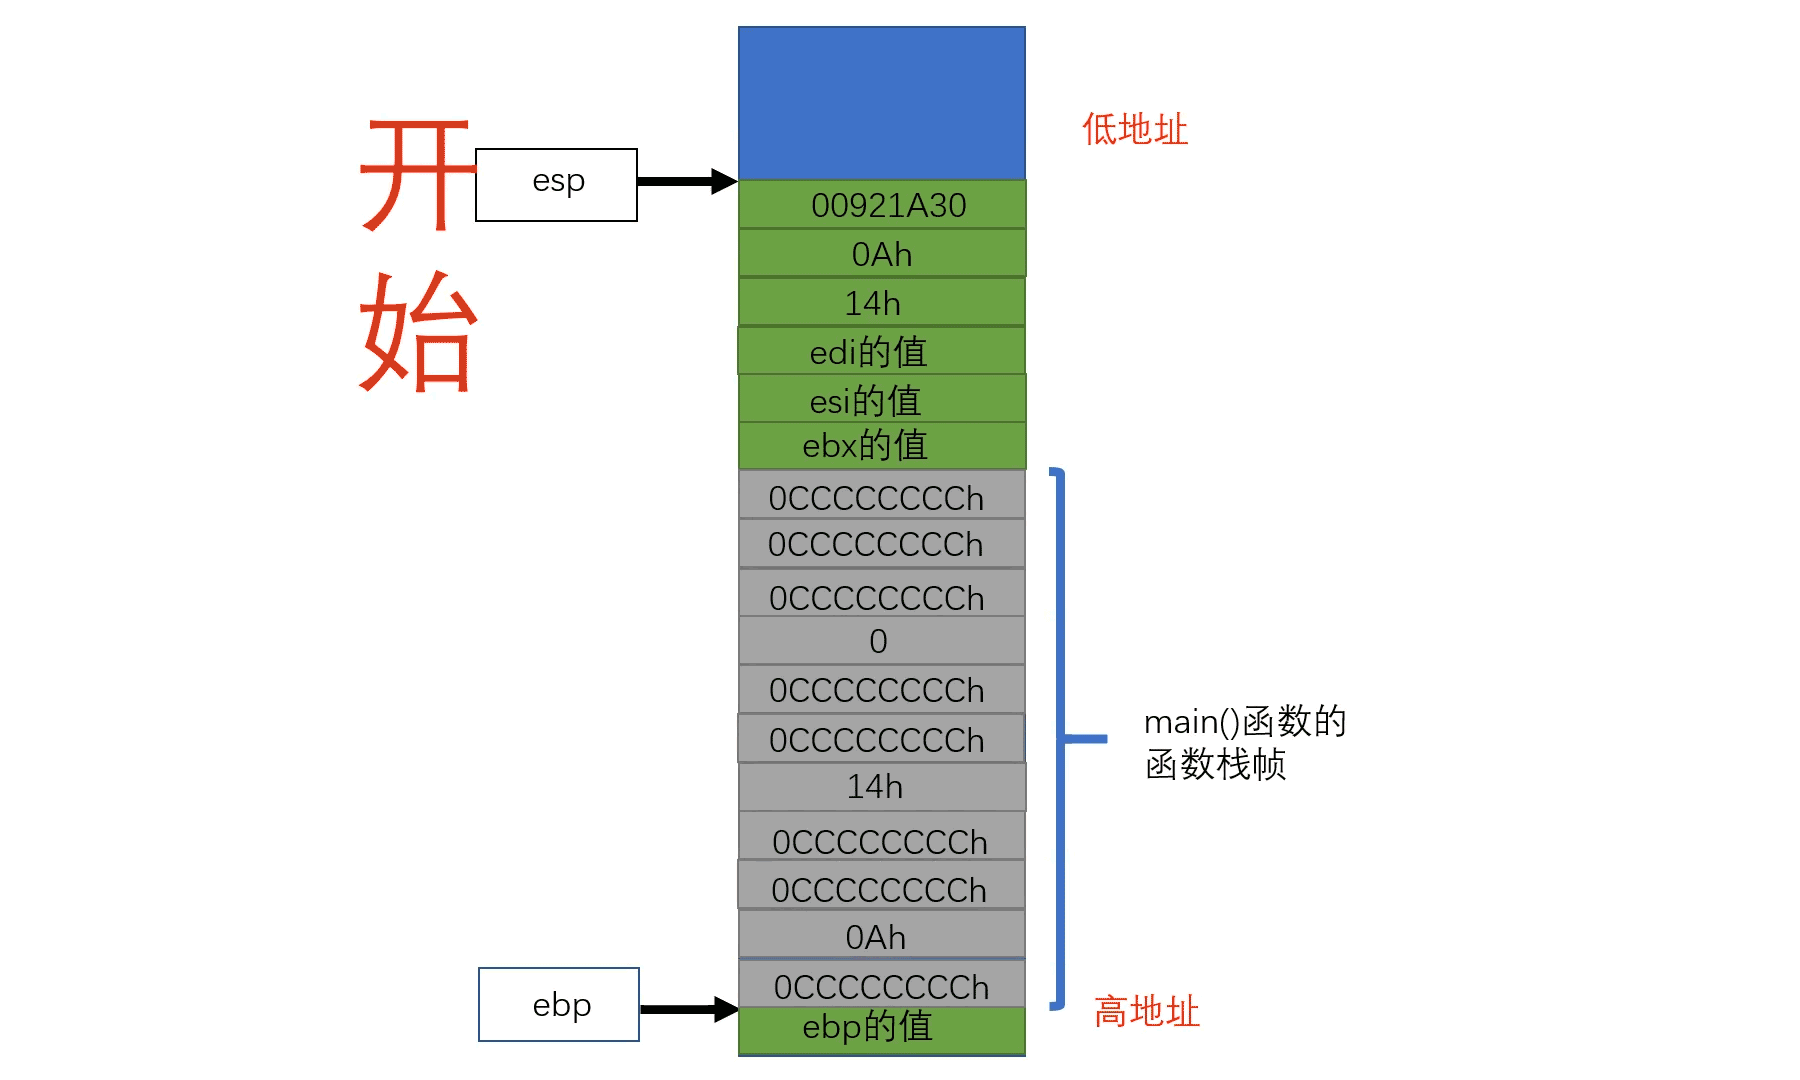 开
始
esp
低地址
00921A30
0Ah
14h
edi的值
esi的值
ebx的值
0CCCCCCCCh
0CCCCCCCCh
0CCCCCCCCh
0
0CCCCCCCCh
0CCCCCCCCh
14h
0CCCCCCCCh
0CCCCCCCCh
0Ah
0CCCCCCCCh
ebp的值
main()函数的
函数栈帧
ebp
高地址